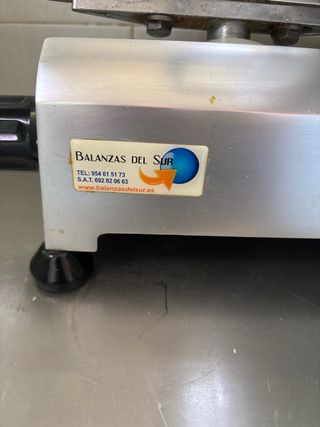 BALANZAS DEL SUR
TEL: 954 61 51 73
S.A.T. 692 82 06 63
www.balanzasdelsur.es